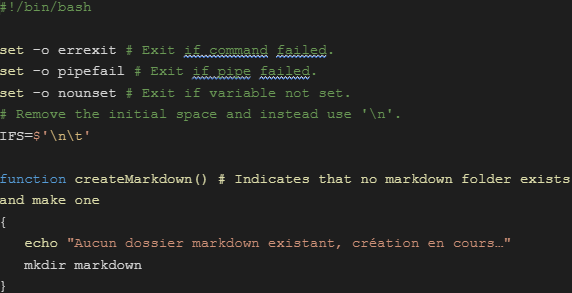 #!/bin/bash
set -o errexit # Exit if command failed.
set -o pipefail # Exit if pipe failed.
set -o nounset # Exit if variable not set.
# Remove the initial space and instead use '\n'.
IFS=$'\n\t'
function createMarkdown() # Indicates that no markdown folder exists
and make one
{
echo "Aucun dossier markdown existant, création en cours…"
mkdir markdown
}